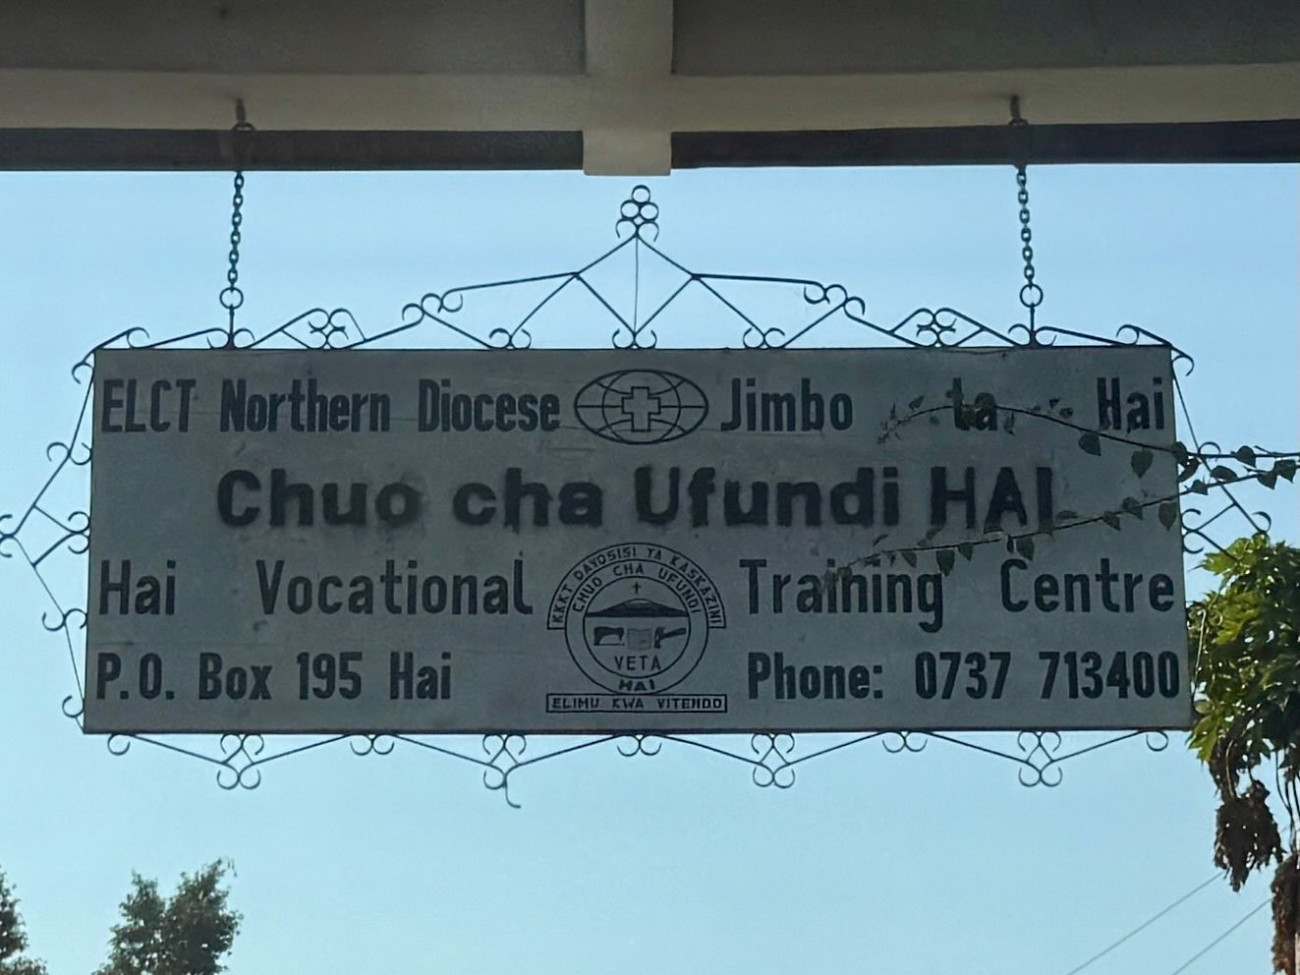 ELCT Northern Diocese Jimbo ta Hai
Chuo cha Ufundi HAI
Hai Vocational Training Centre
KKKT DAYOSISI YA KASKAZINI
CHUO CHA UFUNDI
VETA
HAI
ELIMU KWA VITENDO
P.O. Box 195 Hai Phone: 0737 713400